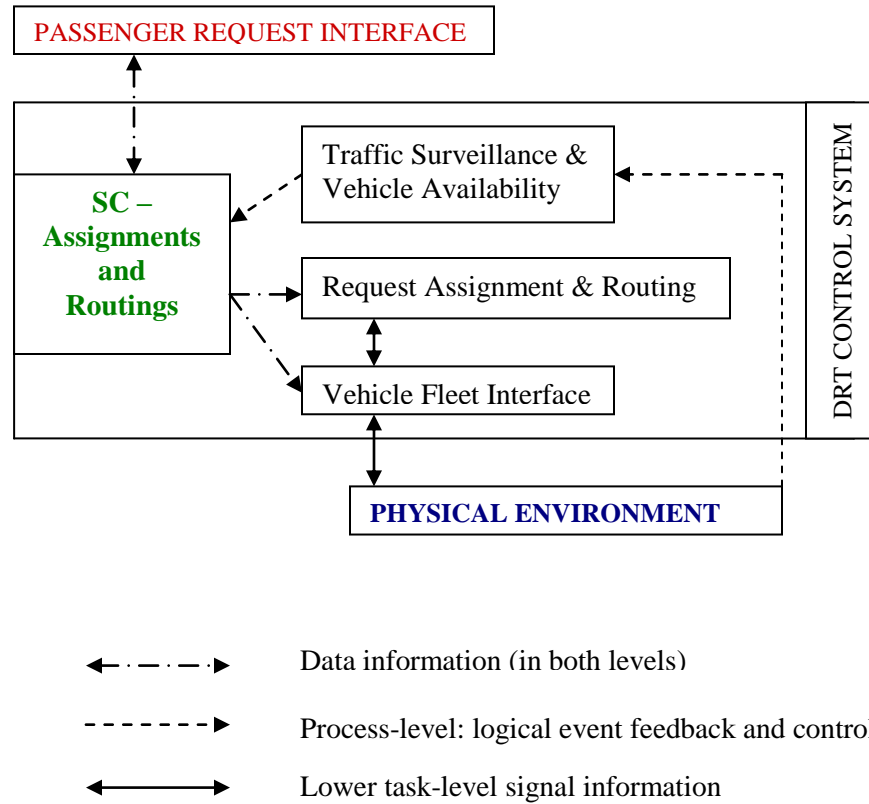 PASSENGER REQUEST INTERFACE
Traffic Surveillance &
Vehicle Availability
SC –
Assignments
and
Routings
Request Assignment & Routing
Vehicle Fleet Interface
DRT CONTROL SYSTEM
PHYSICAL ENVIRONMENT
Data information (in both levels)
Process-level: logical event feedback and control
Lower task-level signal information